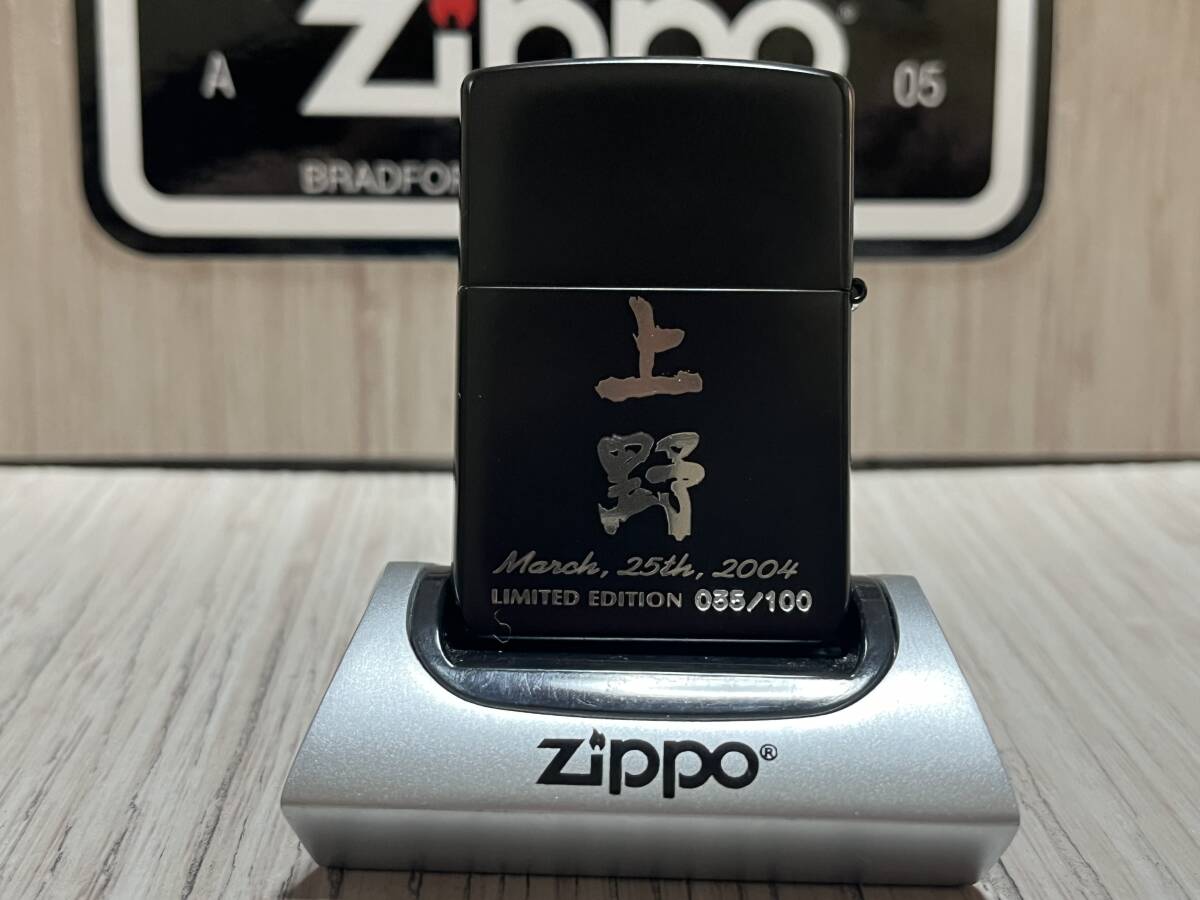 zippo
A
05
BRADFOR
上野
March, 25th, 2004
LIMITED EDITION 035/100
zippo®